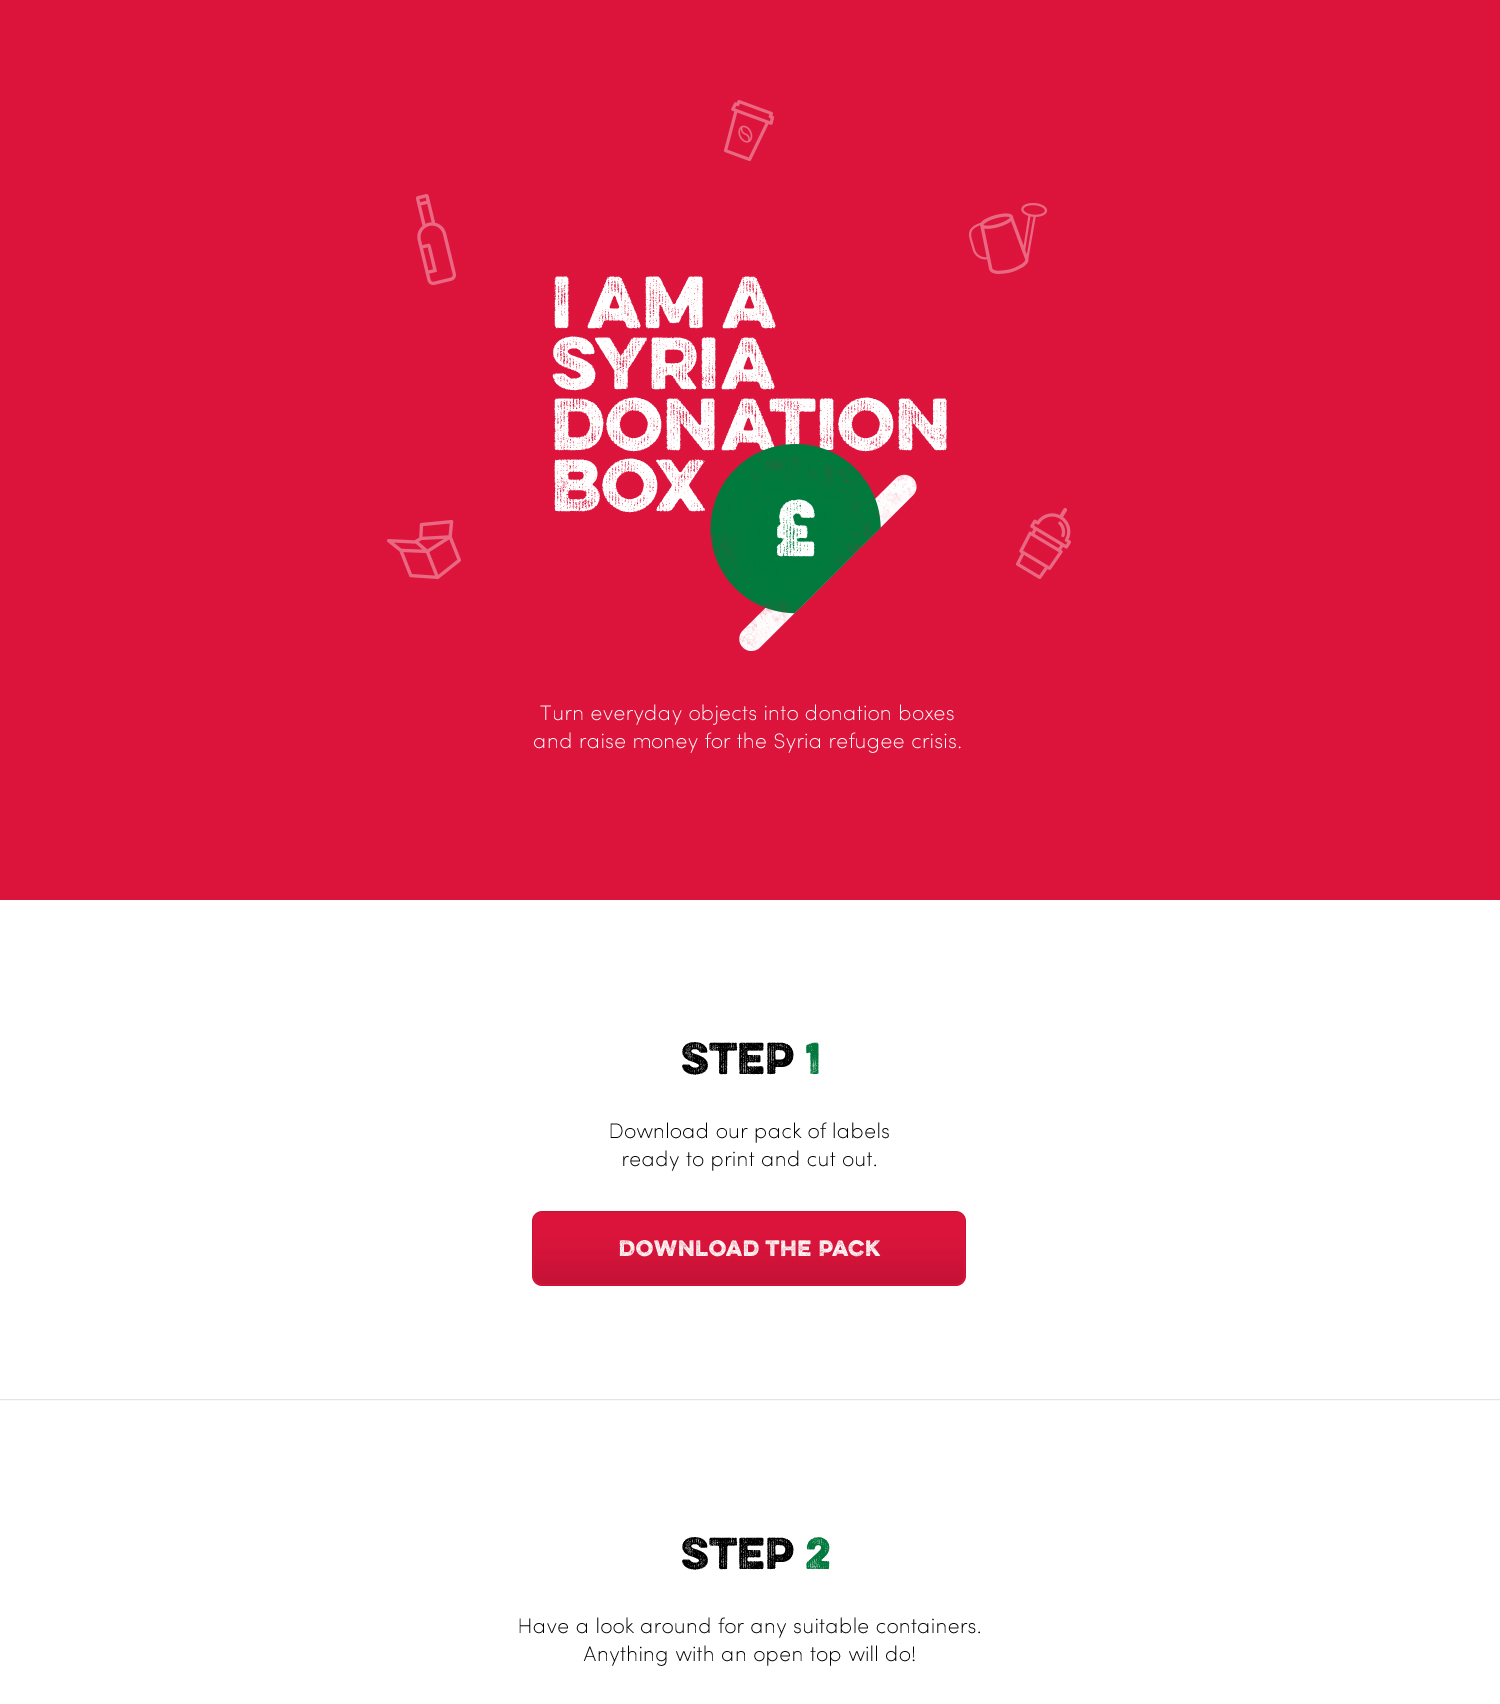 I AM A
SYRIA
DONATION
BOX
£
Turn everyday objects into donation boxes
and raise money for the Syria refugee crisis.
STEP 1
Download our pack of labels
ready to print and cut out.
DOWNLOAD THE PACK
STEP 2
Have a look around for any suitable containers.
Anything with an open top will do!